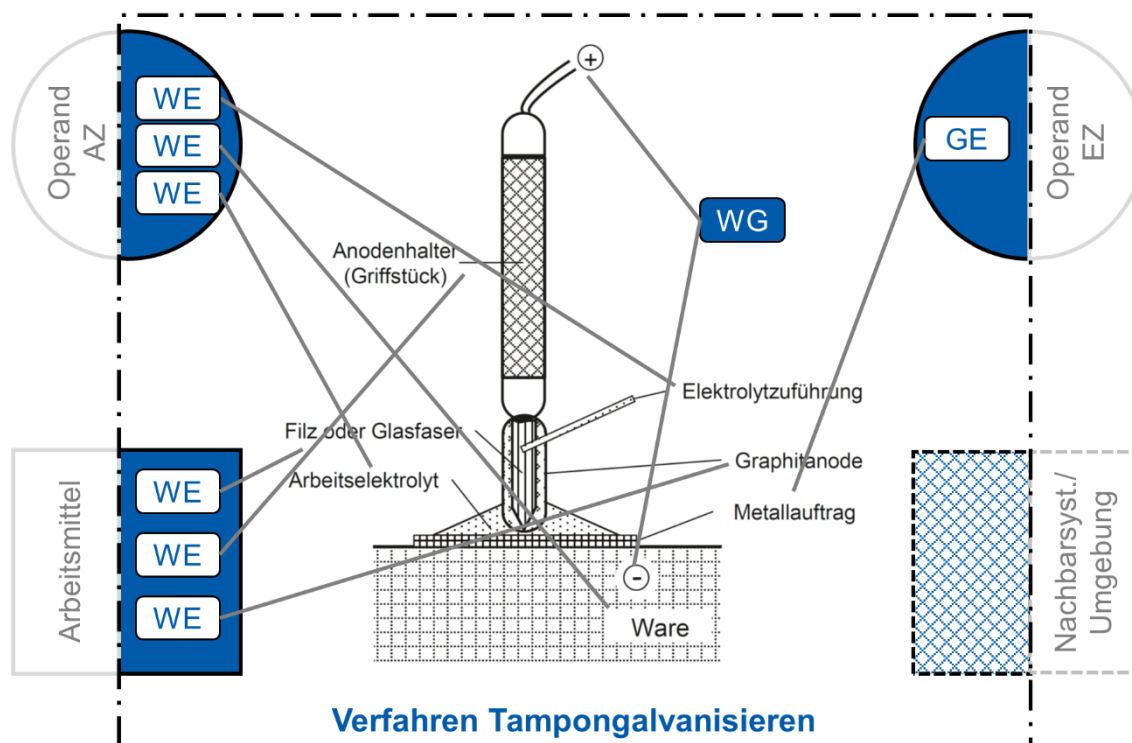 Operand
AZ
WE
WE
WE
+
Anodenhalter
(Griffstück)
WG
GE
Operand
EZ
Elektrolytzuführung
Filz oder Glasfaser
Arbeitselektrolyt
Graphitanode
Metallauftrag
Arbeitsmittel
WE
WE
WE
-
Ware
Nachbarsyst./
Umgebung
Verfahren Tampongalvanisieren